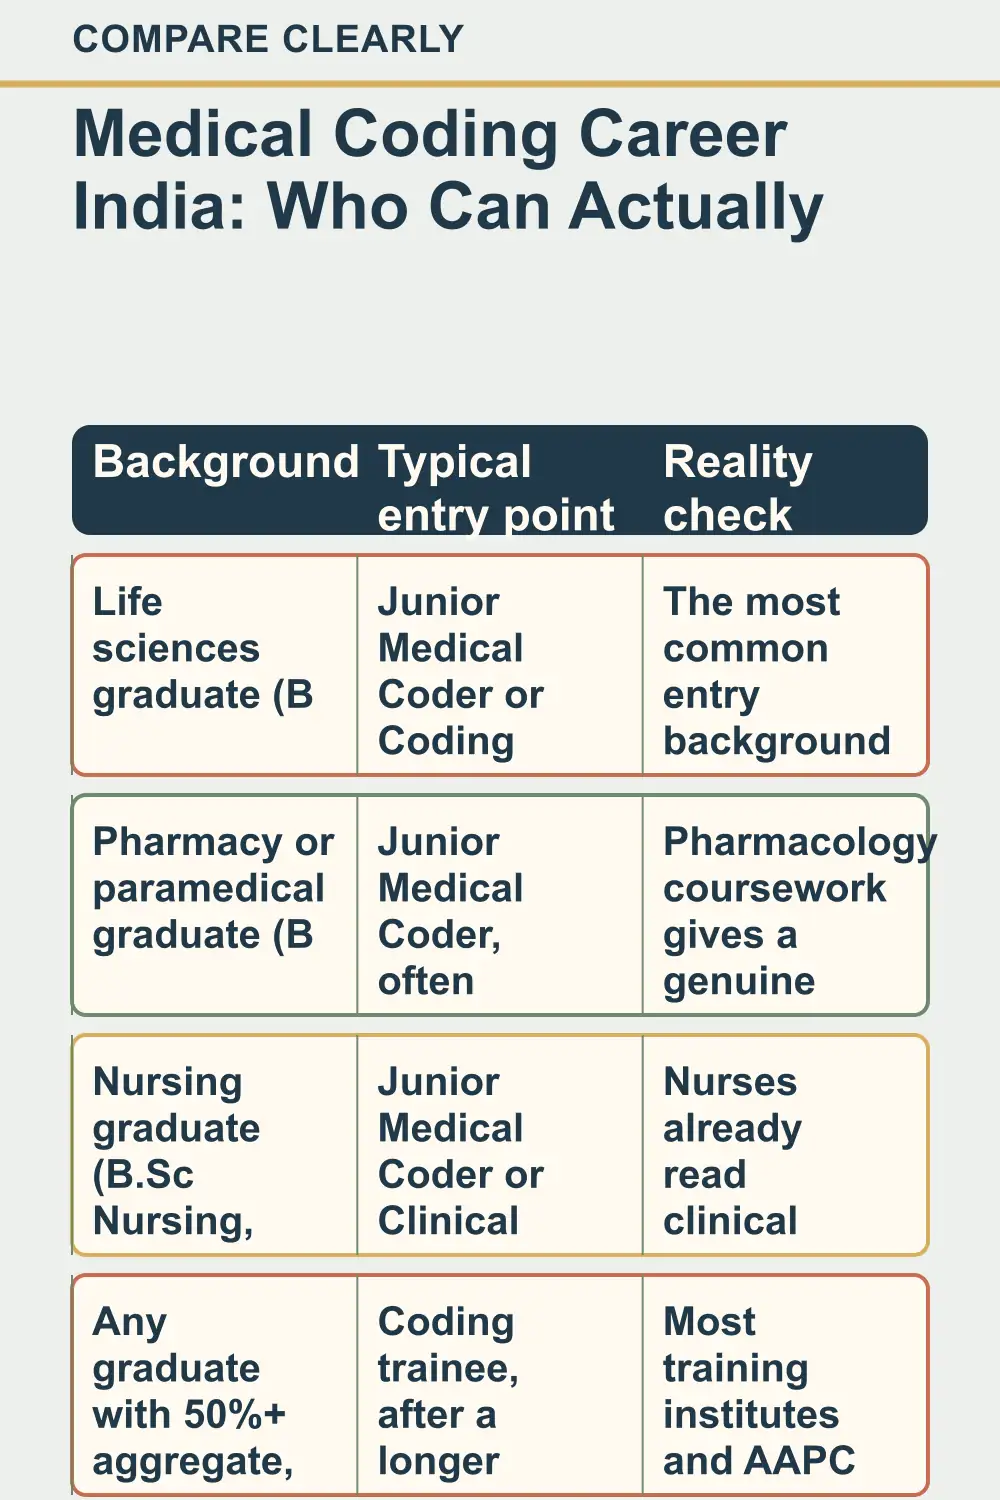 COMPARE CLEARLY
Medical Coding Career
India: Who Can Actually
Background
Typical
entry point
Reality
check
Life
sciences
graduate (B
Junior
Medical
Coder or
Coding
The most
common
entry
background
Pharmacy or
paramedical
graduate (B
Junior
Medical
Coder,
often
Pharmacology
coursework
gives a
genuine
Nursing
graduate
(B.Sc
Nursing,
Junior
Medical
Coder or
Clinical
Nurses
already
read
clinical
Any
graduate
with 50%+
aggregate,
Coding
trainee,
after a
longer
Most
training
institutes
and AAPC